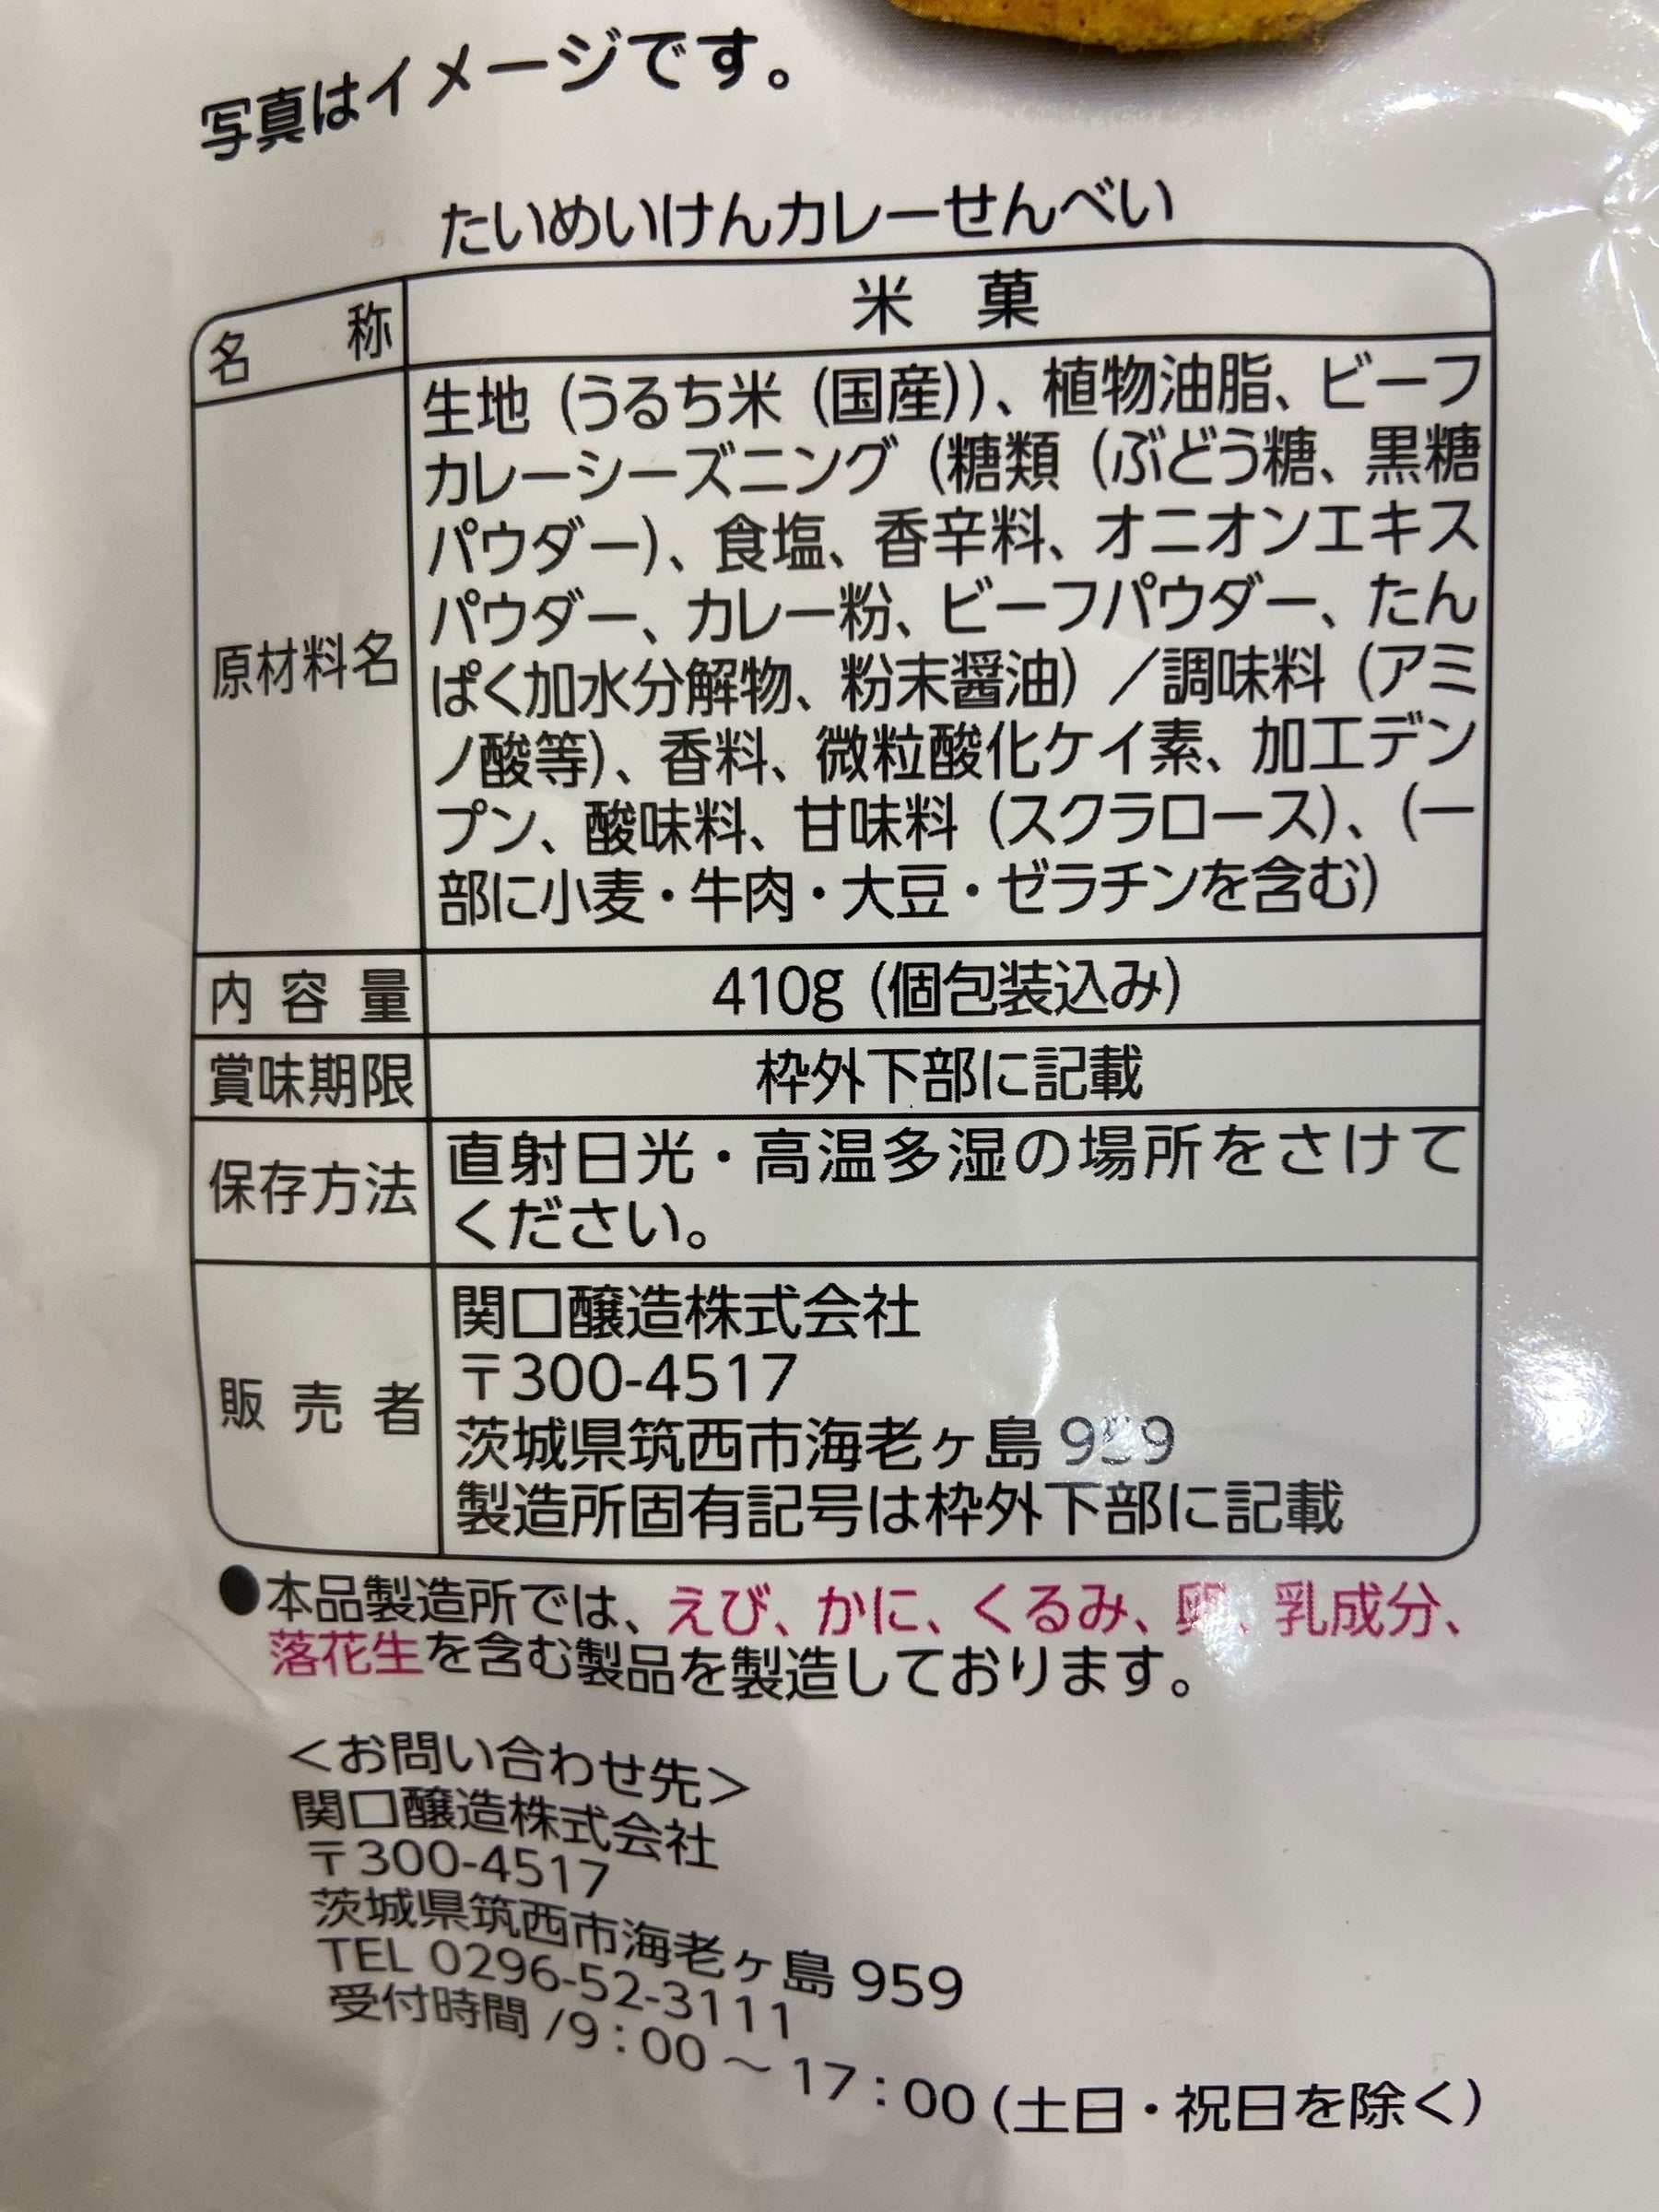 写真はイメージです。
たいめいけんカレーせんべい
名称 米菓
原材料名
生地（うるち米（国産））、植物油脂、ビーフ
カレーシーズニング（糖類（ぶどう糖、黒糖
パウダー）、食塩、香辛料、オニオンエキス
パウダー、カレー粉、ビーフパウダー、たん
ぱく加水分解物、粉末醤油）／調味料（アミ
ノ酸等）、香料、微粒酸化ケイ素、加工デン
プン、酸味料、甘味料（スクラロース）、（一
部に小麦・牛肉・大豆・ゼラチンを含む）
内容量 410g（個包装込み）
賞味期限 枠外下部に記載
保存方法
直射日光・高温多湿の場所をさけて
ください。
販売者
関口醸造株式会社
〒300-4517
茨城県筑西市海老ヶ島 959
製造所固有記号は枠外下部に記載
●本品製造所では、えび、かに、くるみ、卵、乳成分、
落花生を含む製品を製造しております。
＜お問い合わせ先＞
関口醸造株式会社
〒300-4517
茨城県筑西市海老ヶ島 959
TEL 0296-52-3111
受付時間 /9：00 ～ 17：00（土日・祝日を除く）